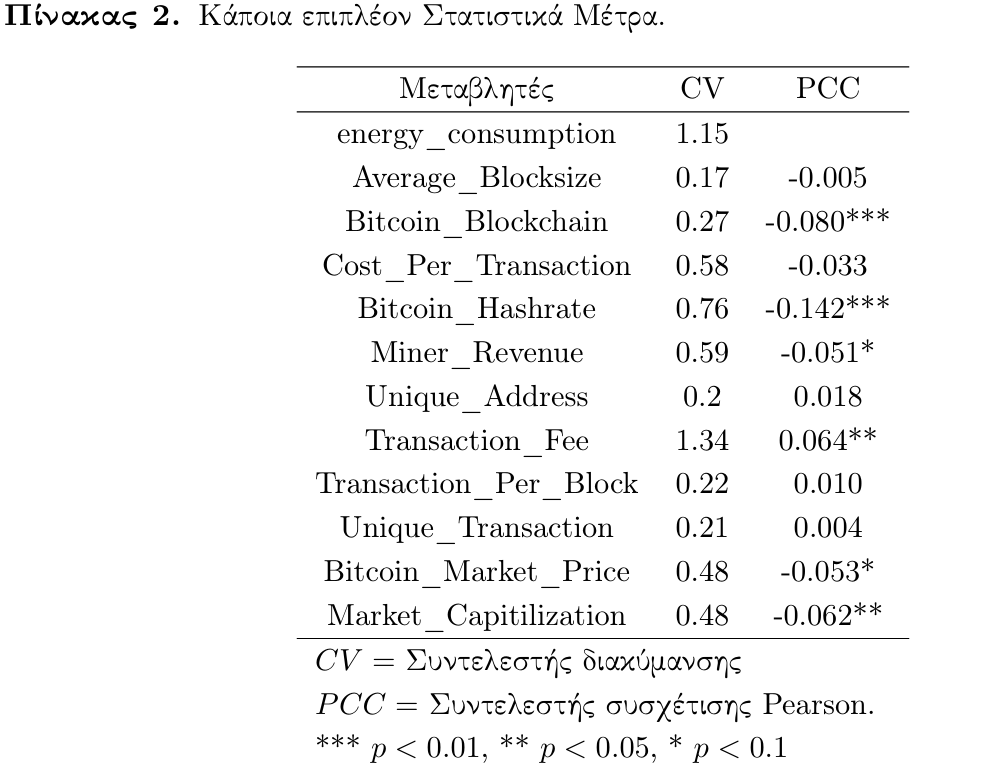 Πίνακας 2. Κάποια επιπλέον Στατιστικά Μέτρα.
Μεταβλητές CV PCC
energy_consumption 1.15
Average_Blocksize 0.17 -0.005
Bitcoin_Blockchain 0.27 -0.080***
Cost_Per_Transaction 0.58 -0.033
Bitcoin_Hashrate 0.76 -0.142***
Miner_Revenue 0.59 -0.051*
Unique_Address 0.2 0.018
Transaction_Fee 1.34 0.064**
Transaction_Per_Block 0.22 0.010
Unique_Transaction 0.21 0.004
Bitcoin_Market_Price 0.48 -0.053*
Market_Capitilization 0.48 -0.062**
CV = Συντελεστής διακύμανσης
PCC = Συντελεστής συσχέτισης Pearson.
*** p < 0.01, ** p < 0.05, * p < 0.1